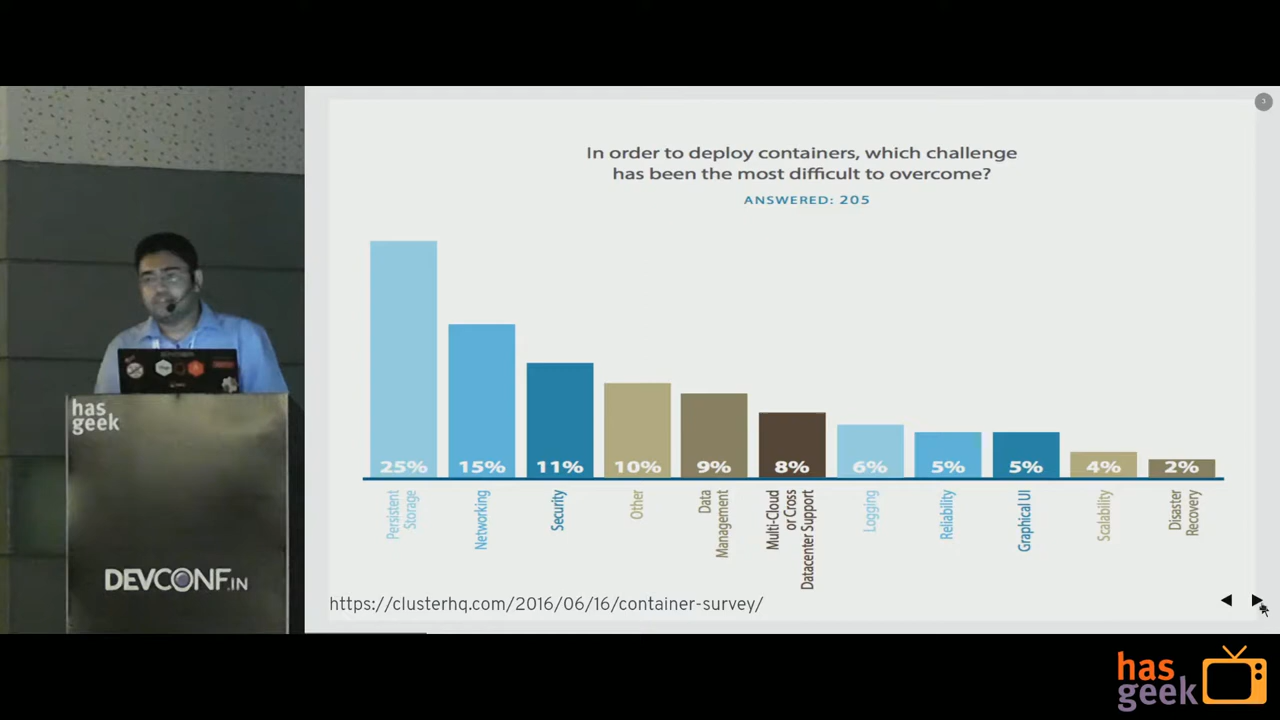 3
In order to deploy containers, which challenge
has been the most difficult to overcome?
ANSWERED: 205
25%
15%
11%
10%
9%
8%
6%
5%
5%
4%
2%
Persistent
Storage
Networking
Security
Other
Data
Management
Multi-Cloud
or Cross
Datacenter Support
Logging
Reliability
Graphical UI
Scalability
Disaster
Recovery
https://clusterhq.com/2016/06/16/container-survey/
has
geek
DEVCONF.IN
has
geek